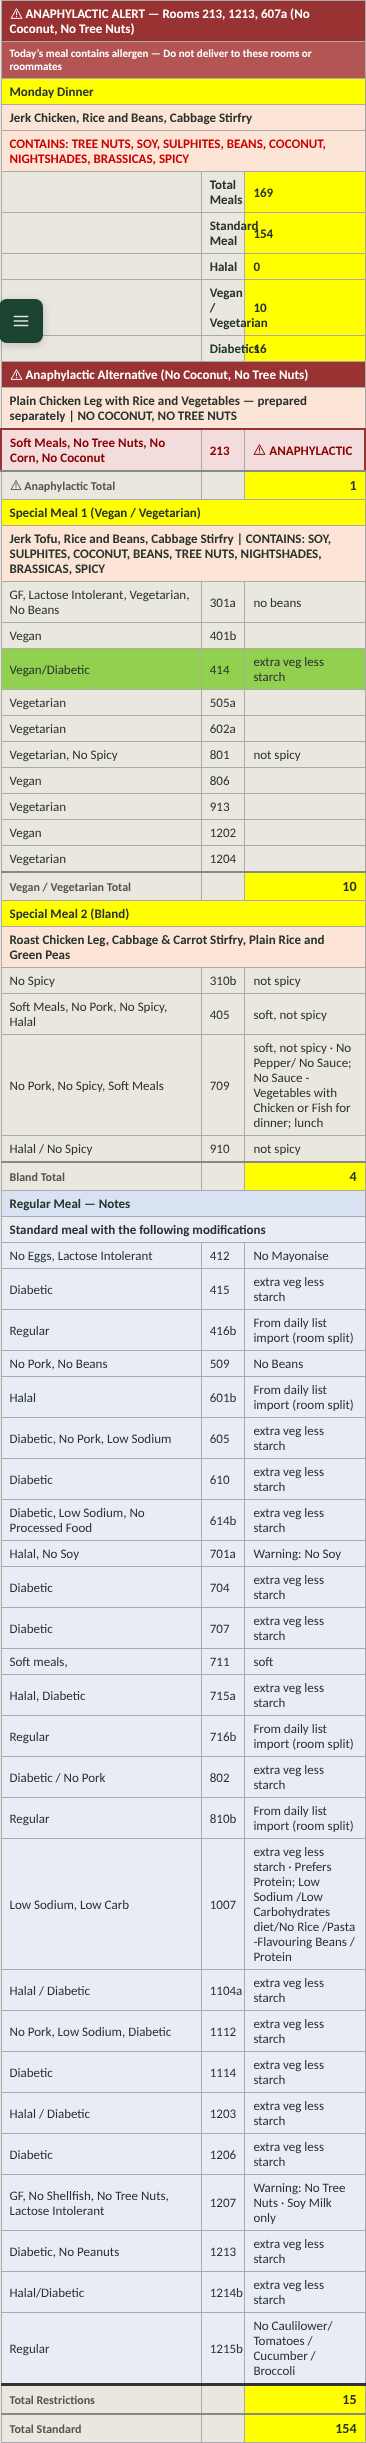 ⚠ ANAPHYLACTIC ALERT — Rooms 213, 1213, 607a (No
Coconut, No Tree Nuts)
Today's meal contains allergen — Do not deliver to these rooms or
roommates
Monday Dinner
Jerk Chicken, Rice and Beans, Cabbage Stirfry
CONTAINS: TREE NUTS, SOY, SULPHITES, BEANS, COCONUT,
NIGHTSHADES, BRASSICAS, SPICY
Total
Meals
169
Standard
Meal
154
Halal
0
Vegan
/
Vegetarian
10
Diabetics
16
⚠ Anaphylactic Alternative (No Coconut, No Tree Nuts)
Plain Chicken Leg with Rice and Vegetables — prepared
separately | NO COCONUT, NO TREE NUTS
Soft Meals, No Tree Nuts, No
Corn, No Coconut
213
⚠ ANAPHYLACTIC
⚠ Anaphylactic Total
1
Special Meal 1 (Vegan / Vegetarian)
Jerk Tofu, Rice and Beans, Cabbage Stirfry | CONTAINS: SOY,
SULPHITES, COCONUT, BEANS, TREE NUTS, NIGHTSHADES,
BRASSICAS, SPICY
GF, Lactose Intolerant, Vegetarian,
No Beans
301a
no beans
Vegan
401b
Vegan/Diabetic
414
extra veg less
starch
Vegetarian
505a
Vegetarian
602a
Vegetarian, No Spicy
801
not spicy
Vegan
806
Vegetarian
913
Vegan
1202
Vegetarian
1204
Vegan / Vegetarian Total
10
Special Meal 2 (Bland)
Roast Chicken Leg, Cabbage & Carrot Stirfry, Plain Rice and
Green Peas
No Spicy
310b
not spicy
Soft Meals, No Pork, No Spicy,
Halal
405
soft, not spicy
No Pork, No Spicy, Soft Meals
709
soft, not spicy · No
Pepper/ No Sauce;
No Sauce -
Vegetables with
Chicken or Fish for
dinner; lunch
Halal / No Spicy
910
not spicy
Bland Total
4
Regular Meal — Notes
Standard meal with the following modifications
No Eggs, Lactose Intolerant
412
No Mayonaise
Diabetic
415
extra veg less
starch
Regular
416b
From daily list
import (room split)
No Pork, No Beans
509
No Beans
Halal
601b
From daily list
import (room split)
Diabetic, No Pork, Low Sodium
605
extra veg less
starch
Diabetic
610
extra veg less
starch
Diabetic, Low Sodium, No
Processed Food
614b
extra veg less
starch
Halal, No Soy
701a
Warning: No Soy
Diabetic
704
extra veg less
starch
Diabetic
707
extra veg less
starch
Soft meals,
711
soft
Halal, Diabetic
715a
extra veg less
starch
Regular
716b
From daily list
import (room split)
Diabetic / No Pork
802
extra veg less
starch
Regular
810b
From daily list
import (room split)
Low Sodium, Low Carb
1007
extra veg less
starch · Prefers
Protein; Low
Sodium /Low
Carbohydrates
diet/No Rice /Pasta
-Flavouring Beans /
Protein
Halal / Diabetic
1104a
extra veg less
starch
No Pork, Low Sodium, Diabetic
1112
extra veg less
starch
Diabetic
1114
extra veg less
starch
Halal / Diabetic
1203
extra veg less
starch
Diabetic
1206
extra veg less
starch
GF, No Shellfish, No Tree Nuts,
Lactose Intolerant
1207
Warning: No Tree
Nuts · Soy Milk
only
Diabetic, No Peanuts
1213
extra veg less
starch
Halal/Diabetic
1214b
extra veg less
starch
Regular
1215b
No Caulilower/
Tomatoes /
Cucumber /
Broccoli
Total Restrictions
15
Total Standard
154